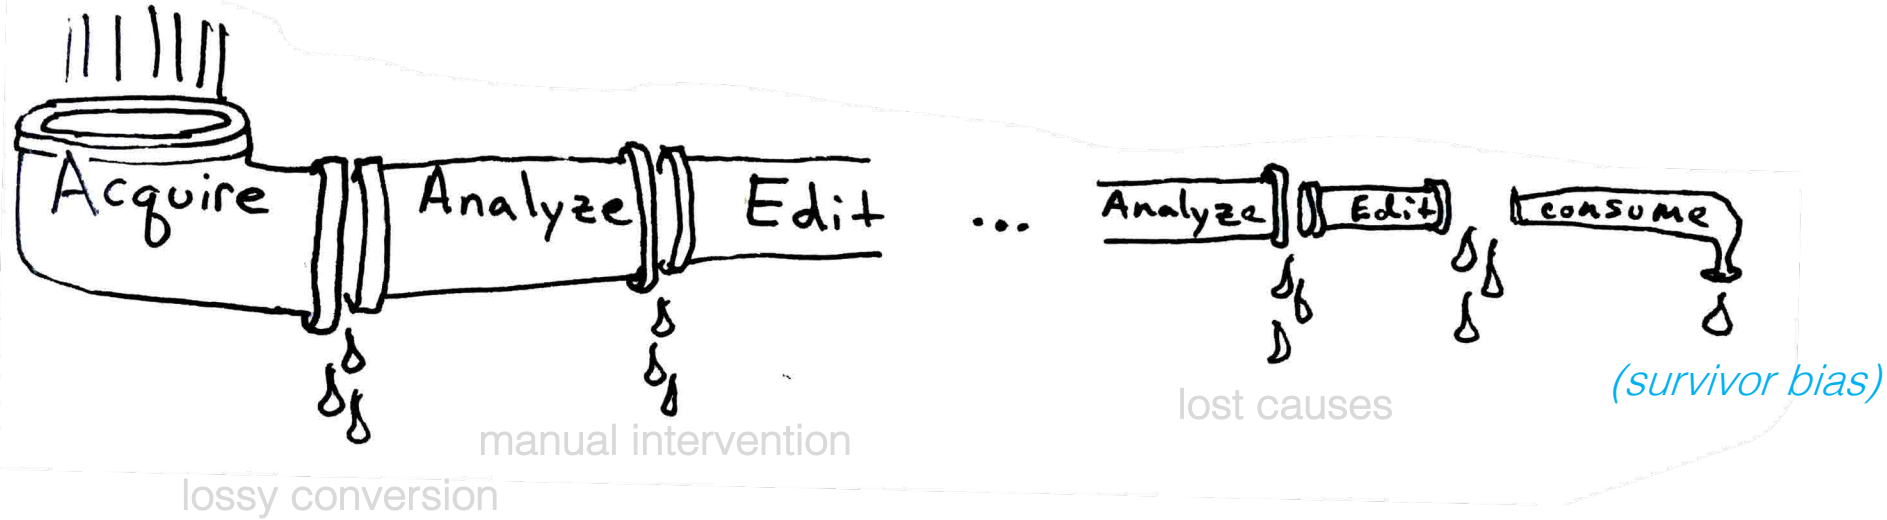 Acquire
Analyze
Edit
...
Analyze
Edit
consume
(survivor bias)
lost causes
manual intervention
lossy conversion